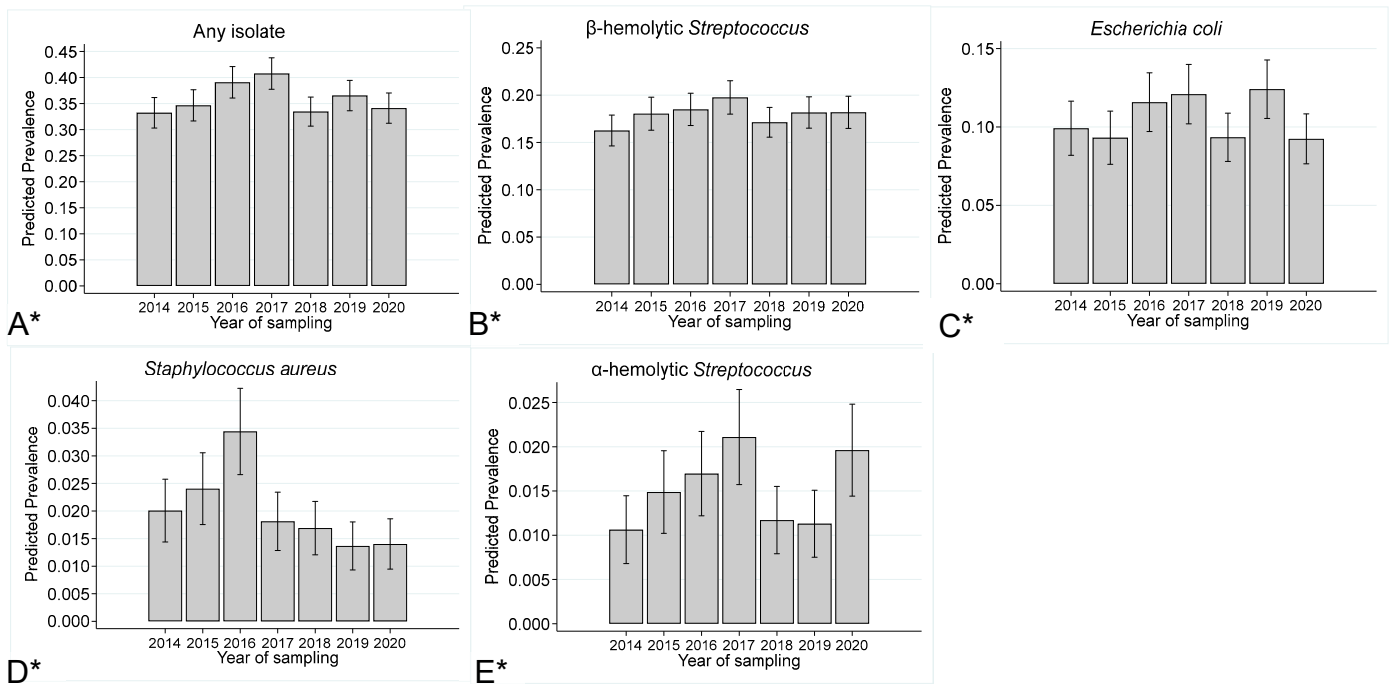 Any isolate
Predicted Prevalence
0.45
0.40
0.35
0.30
0.25
0.20
0.15
0.10
0.05
0.00
2014 2015 2016 2017 2018 2019 2020
Year of sampling
A*
β-hemolytic Streptococcus
Predicted Prevalence
0.25
0.20
0.15
0.10
0.05
0.00
2014 2015 2016 2017 2018 2019 2020
Year of sampling
B*
Escherichia coli
Predicted Prevalence
0.15
0.10
0.05
0.00
2014 2015 2016 2017 2018 2019 2020
Year of sampling
C*
Staphylococcus aureus
Predicted Prevalence
0.040
0.035
0.030
0.025
0.020
0.015
0.010
0.005
0.000
2014 2015 2016 2017 2018 2019 2020
Year of sampling
D*
α-hemolytic Streptococcus
Predicted Prevalence
0.025
0.020
0.015
0.010
0.005
0.000
2014 2015 2016 2017 2018 2019 2020
Year of sampling
E*